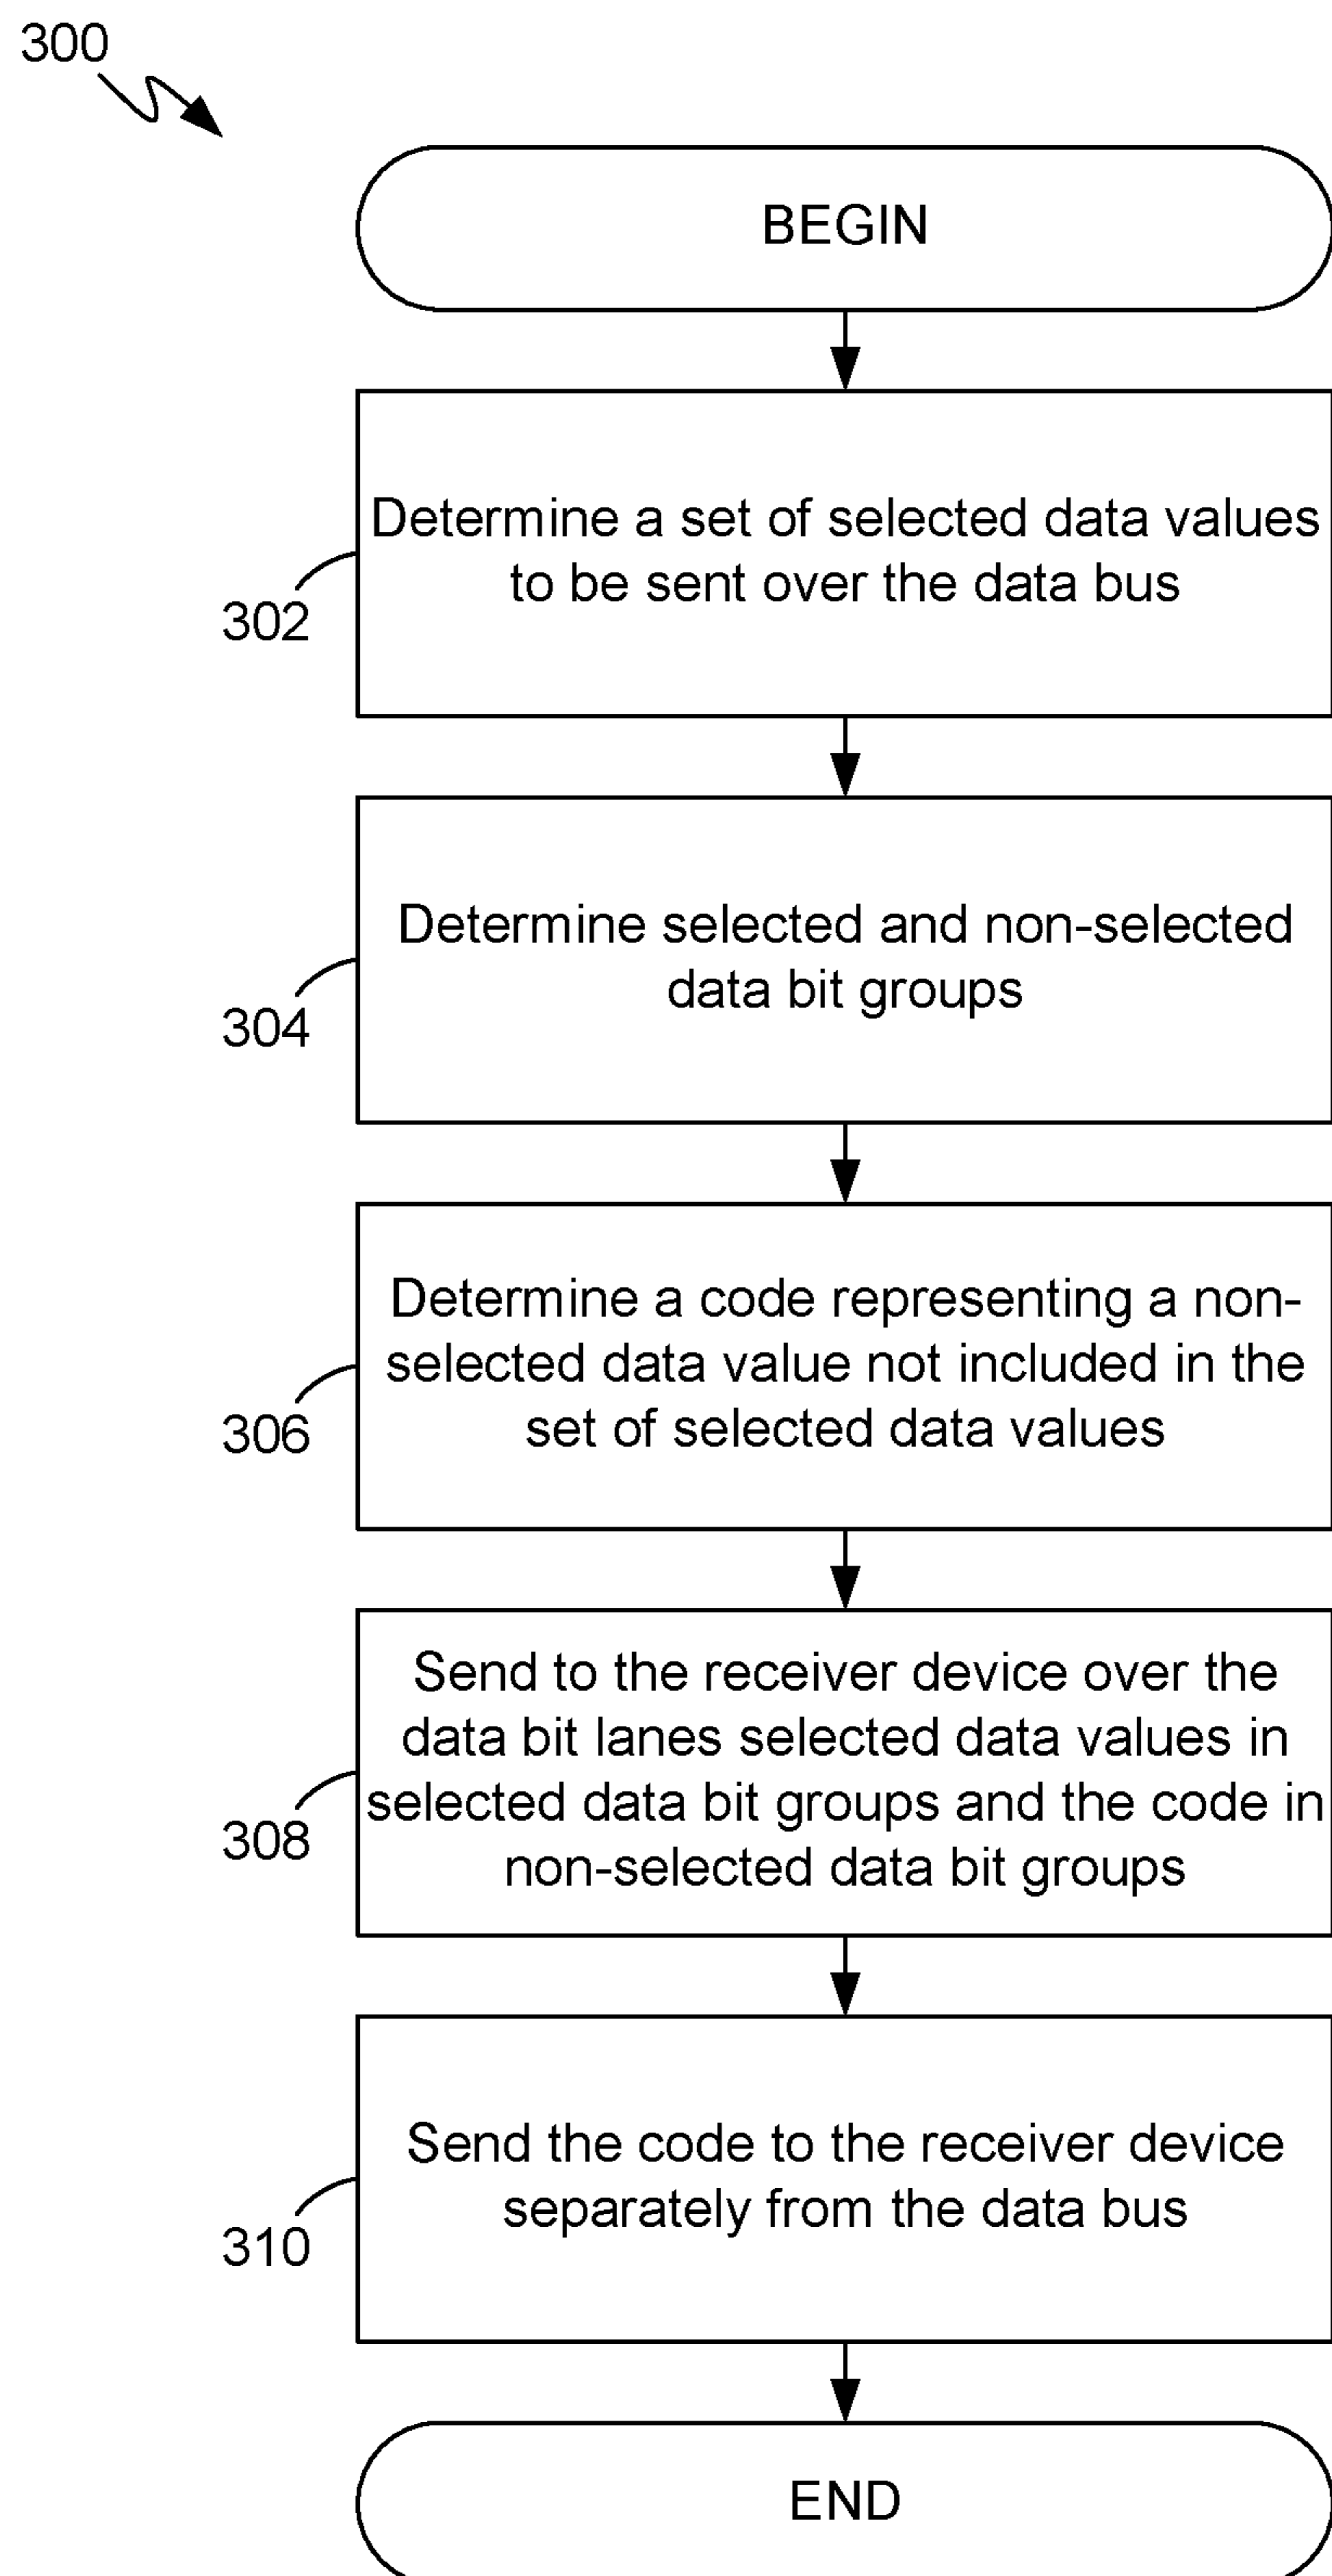 300
BEGIN
Determine a set of selected data values
to be sent over the data bus
302
Determine selected and non-selected
data bit groups
304
Determine a code representing a non-
selected data value not included in the
set of selected data values
306
Send to the receiver device over the
data bit lanes selected data values in
selected data bit groups and the code in
non-selected data bit groups
308
Send the code to the receiver device
separately from the data bus
310
END